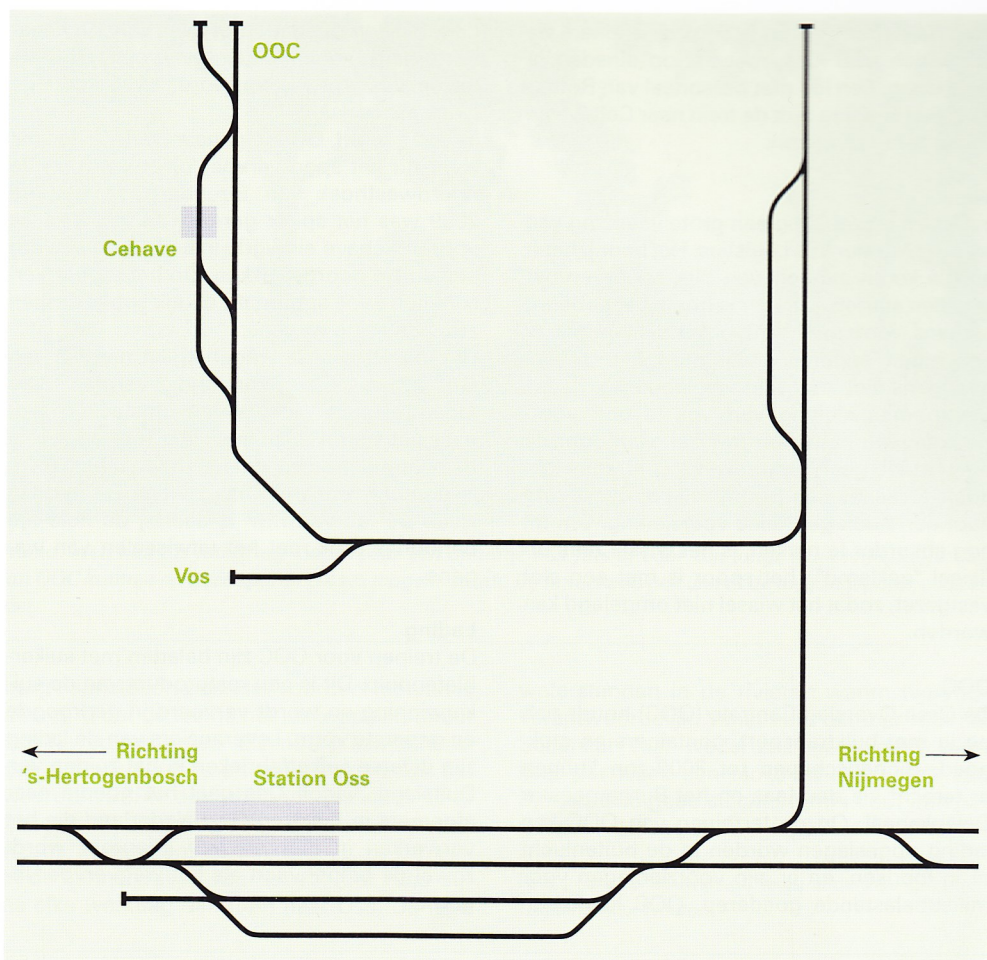 OOC
Cehave
Vos
Richting
's-Hertogenbosch
Station Oss
Richting
Nijmegen